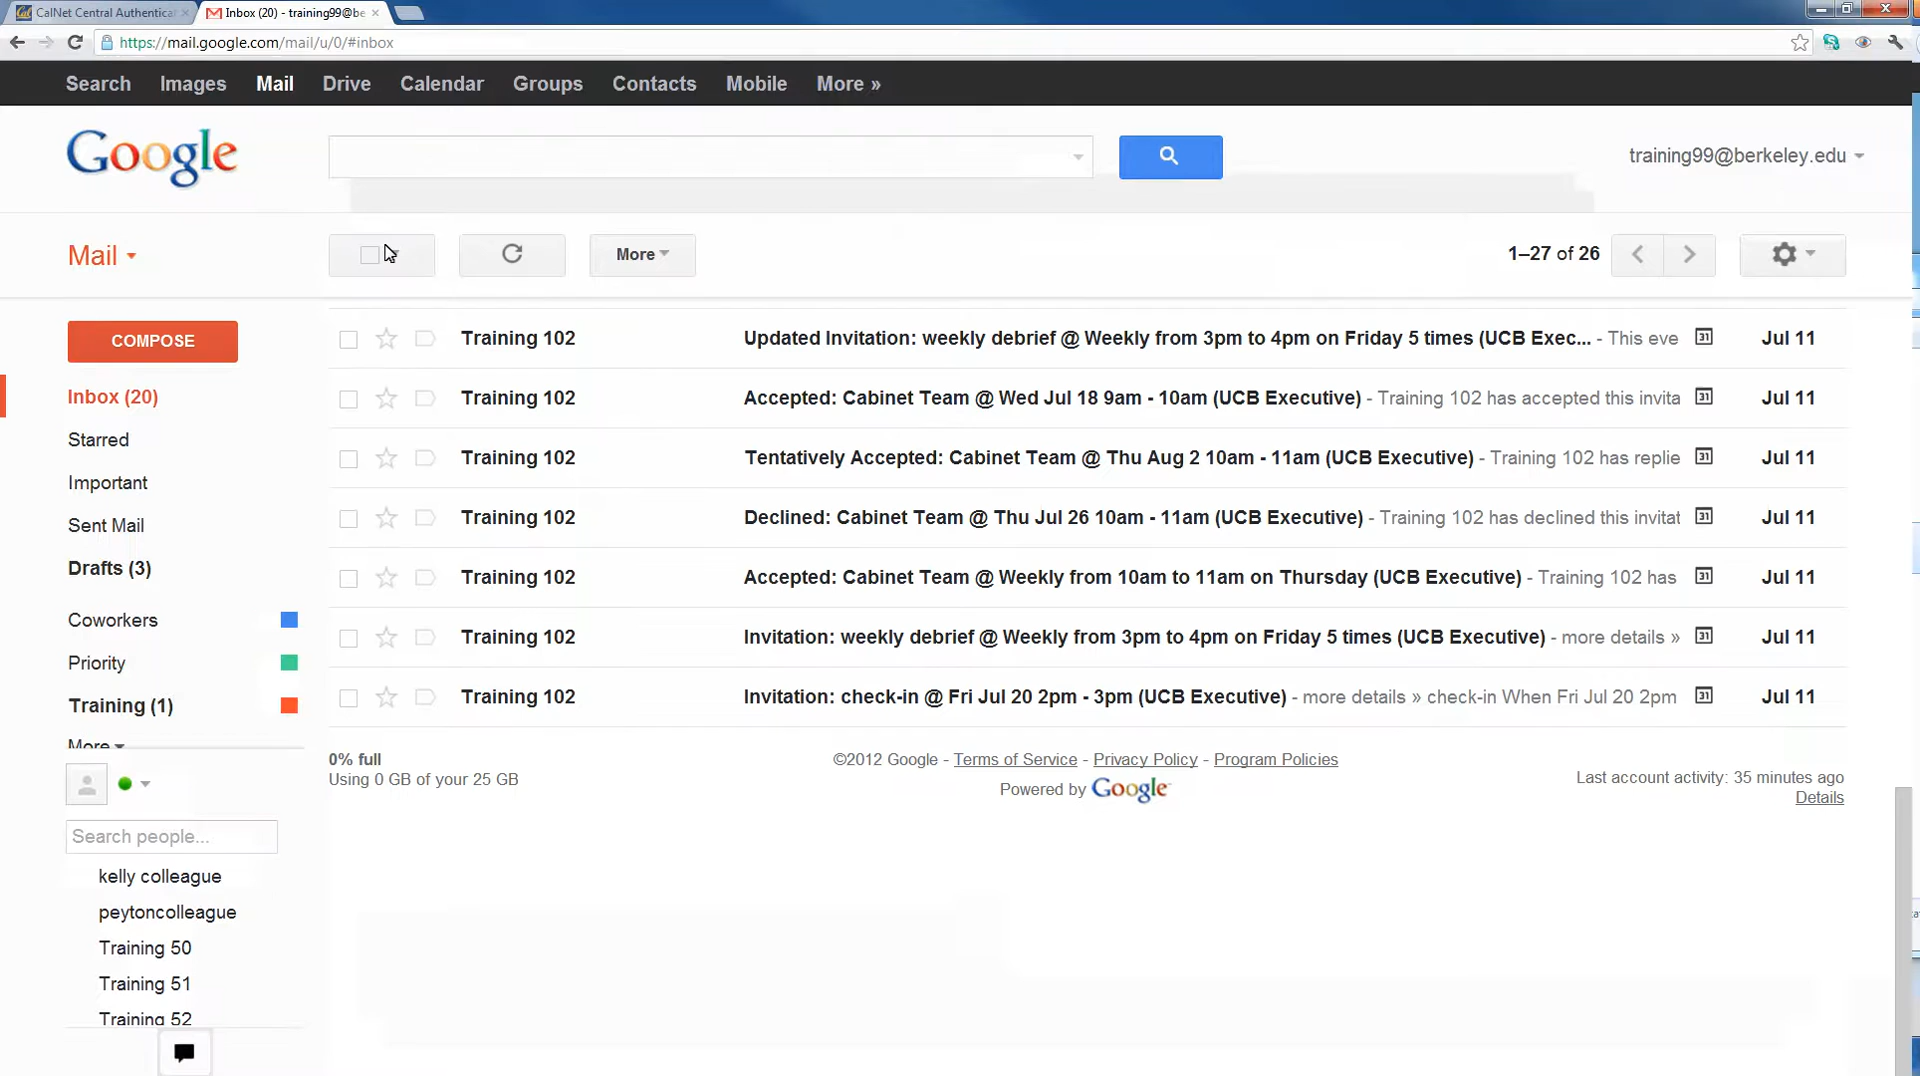 CalNet Central Authentica
Inbox (20) - training99@be
https://mail.google.com/mail/u/0/#inbox
Search Images Mail Drive Calendar Groups Contacts Mobile More »
Google
training99@berkeley.edu
Mail
More
1–27 of 26
COMPOSE
Inbox (20)
Starred
Important
Sent Mail
Drafts (3)
Coworkers
Priority
Training (1)
More
Search people...
kelly colleague
peytoncolleague
Training 50
Training 51
Training 52
Training 102 Updated Invitation: weekly debrief @ Weekly from 3pm to 4pm on Friday 5 times (UCB Exec... - This eve 31 Jul 11
Training 102 Accepted: Cabinet Team @ Wed Jul 18 9am - 10am (UCB Executive) - Training 102 has accepted this invita 31 Jul 11
Training 102 Tentatively Accepted: Cabinet Team @ Thu Aug 2 10am - 11am (UCB Executive) - Training 102 has replie 31 Jul 11
Training 102 Declined: Cabinet Team @ Thu Jul 26 10am - 11am (UCB Executive) - Training 102 has declined this invitat 31 Jul 11
Training 102 Accepted: Cabinet Team @ Weekly from 10am to 11am on Thursday (UCB Executive) - Training 102 has 31 Jul 11
Training 102 Invitation: weekly debrief @ Weekly from 3pm to 4pm on Friday 5 times (UCB Executive) - more details » 31 Jul 11
Training 102 Invitation: check-in @ Fri Jul 20 2pm - 3pm (UCB Executive) - more details » check-in When Fri Jul 20 2pm 31 Jul 11
0% full
Using 0 GB of your 25 GB
©2012 Google - Terms of Service - Privacy Policy - Program Policies
Powered by Google
Last account activity: 35 minutes ago
Details